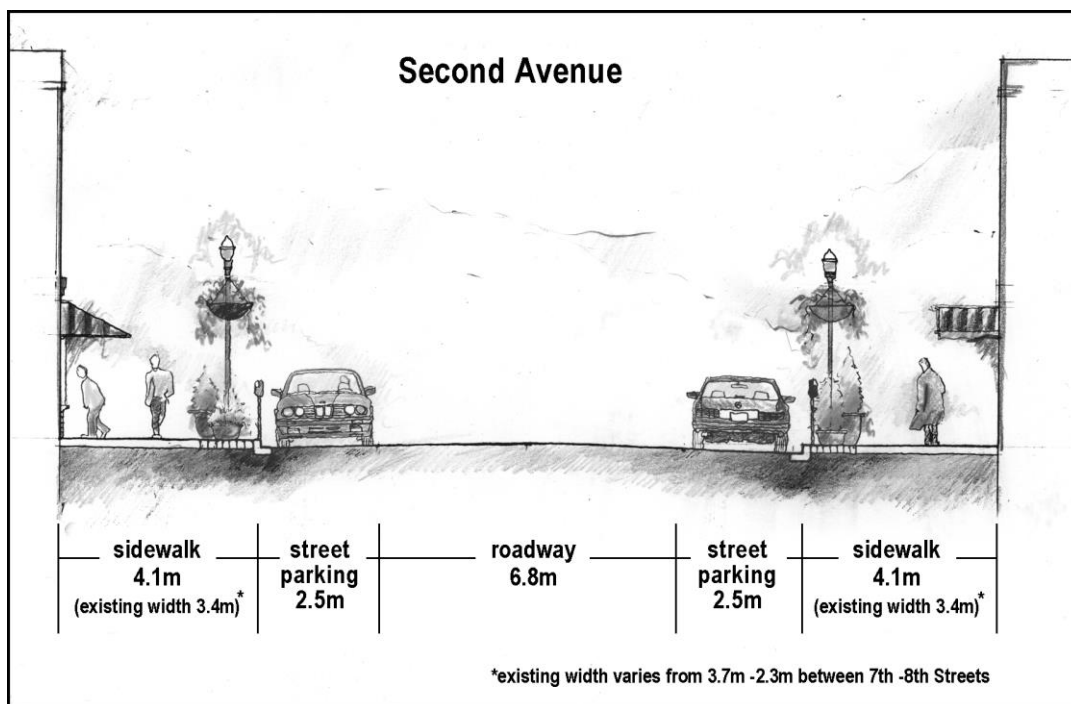 Second Avenue
sidewalk
4.1m
(existing width 3.4m)*
street
parking
2.5m
roadway
6.8m
street
parking
2.5m
sidewalk
4.1m
(existing width 3.4m)*
*existing width varies from 3.7m -2.3m between 7th -8th Streets